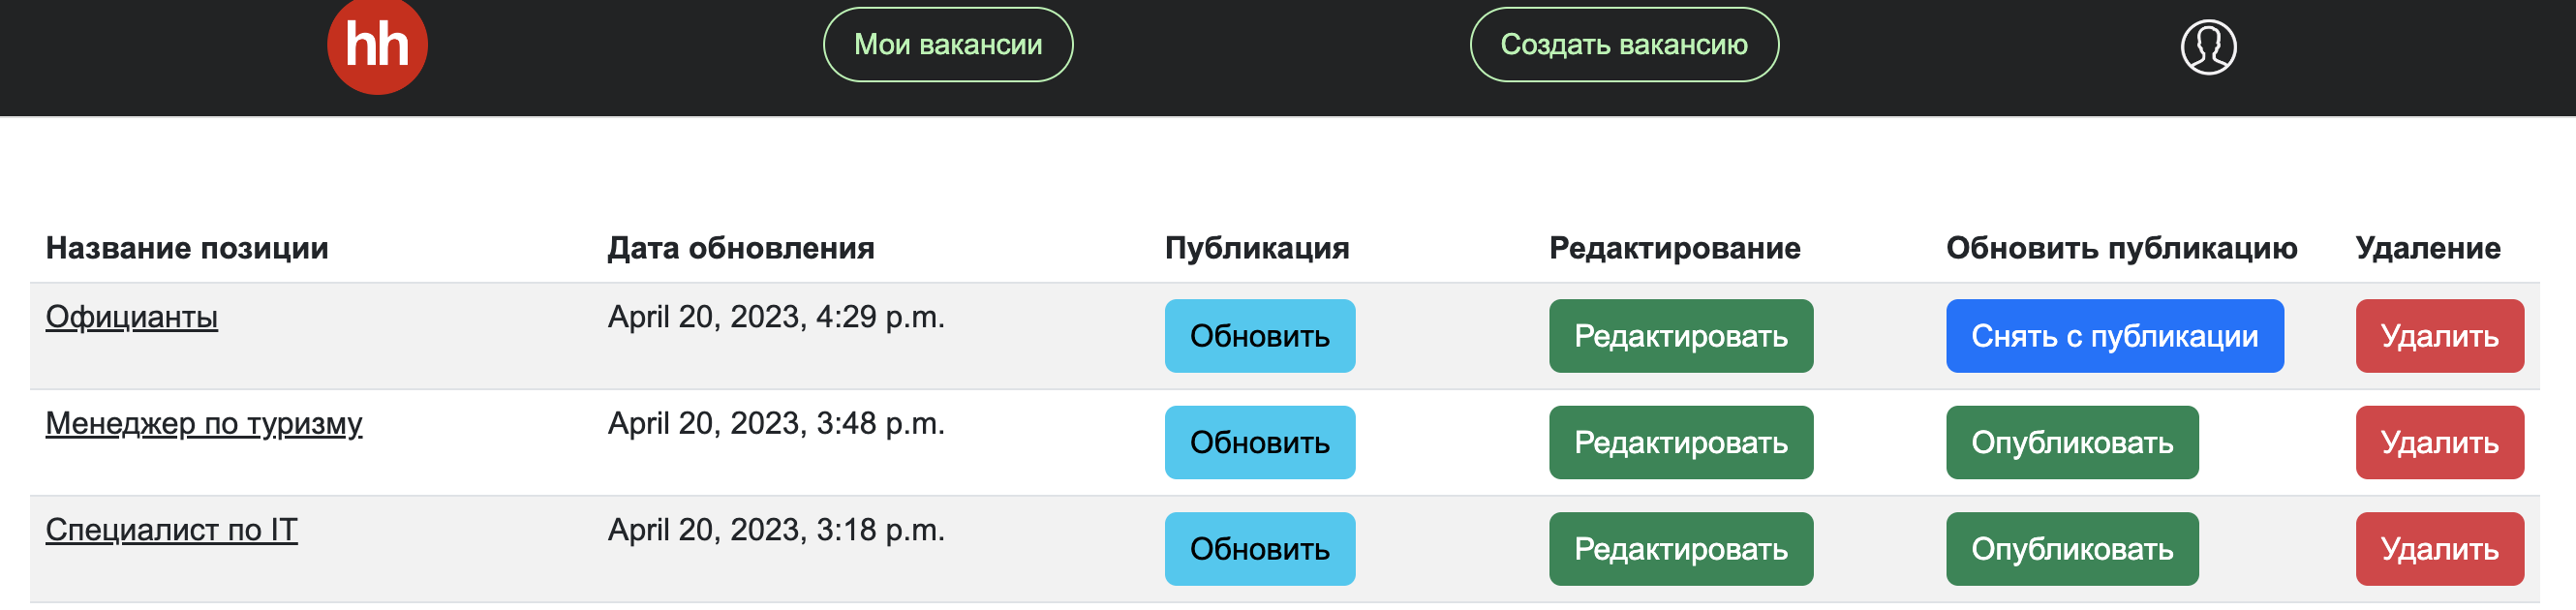 hh Мои вакансии Создать вакансию
Название позиции Дата обновления Публикация Редактирование Обновить публикацию Удаление
Официанты April 20, 2023, 4:29 p.m. Обновить Редактировать Снять с публикации Удалить
Менеджер по туризму April 20, 2023, 3:48 p.m. Обновить Редактировать Опубликовать Удалить
Специалист по IT April 20, 2023, 3:18 p.m. Обновить Редактировать Опубликовать Удалить